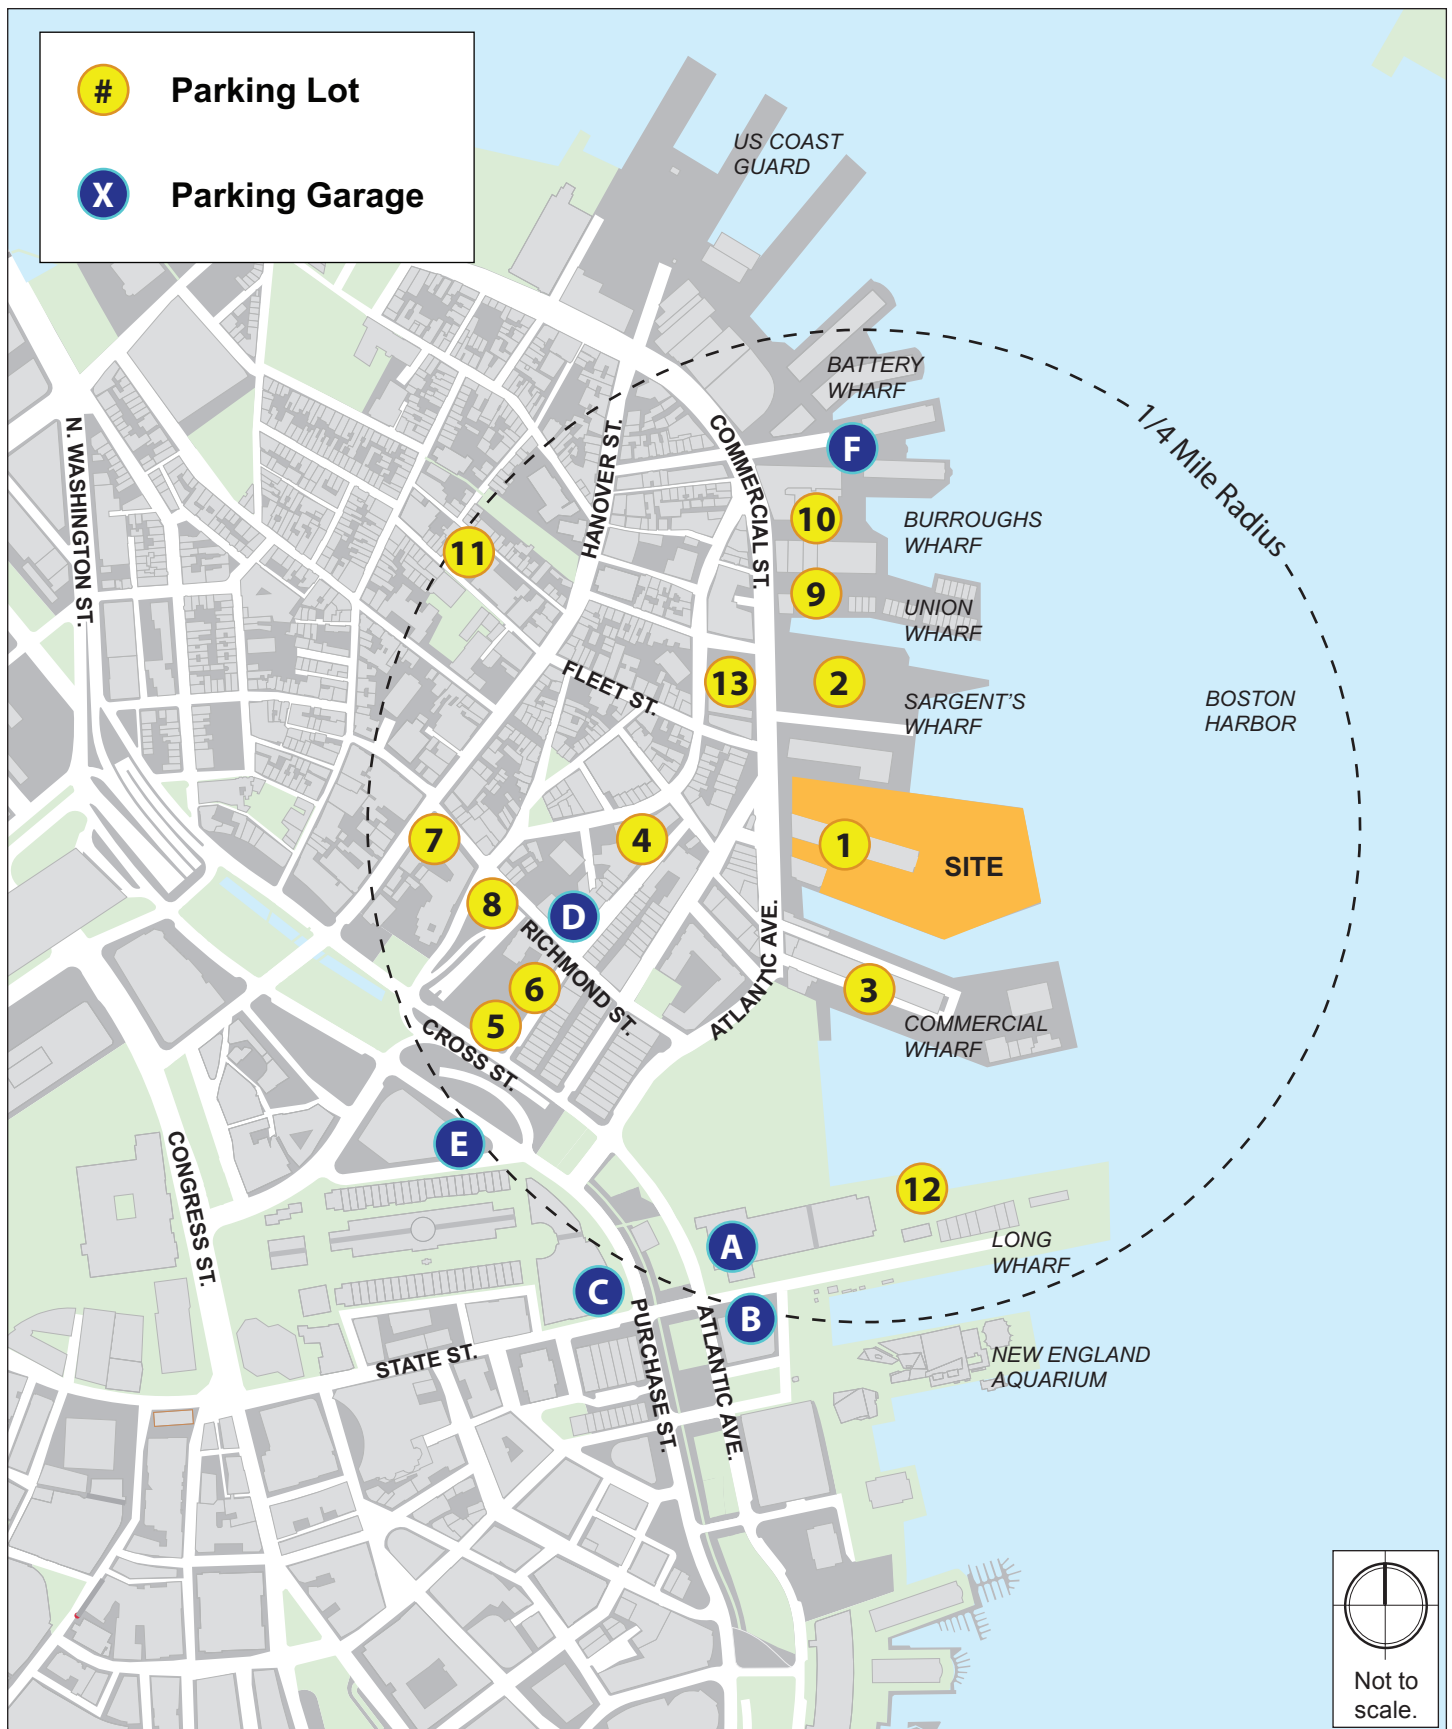 # Parking Lot
X Parking Garage
US COAST
GUARD
BATTERY
WHARF
1/4 Mile Radius
N. WASHINGTON ST.
HANOVER ST.
COMMERCIAL ST.
F
10
BURROUGHS
WHARF
11
9
UNION
WHARF
FLEET ST.
13
2
SARGENT'S
WHARF
BOSTON
HARBOR
7
4
1
SITE
8
D
RICHMOND ST.
ATLANTIC AVE.
6
3
5
CROSS ST.
COMMERCIAL
WHARF
E
CONGRESS ST.
12
A
LONG
WHARF
C
B
PURCHASE ST.
ATLANTIC AVE.
STATE ST.
NEW ENGLAND
AQUARIUM
Not to
scale.